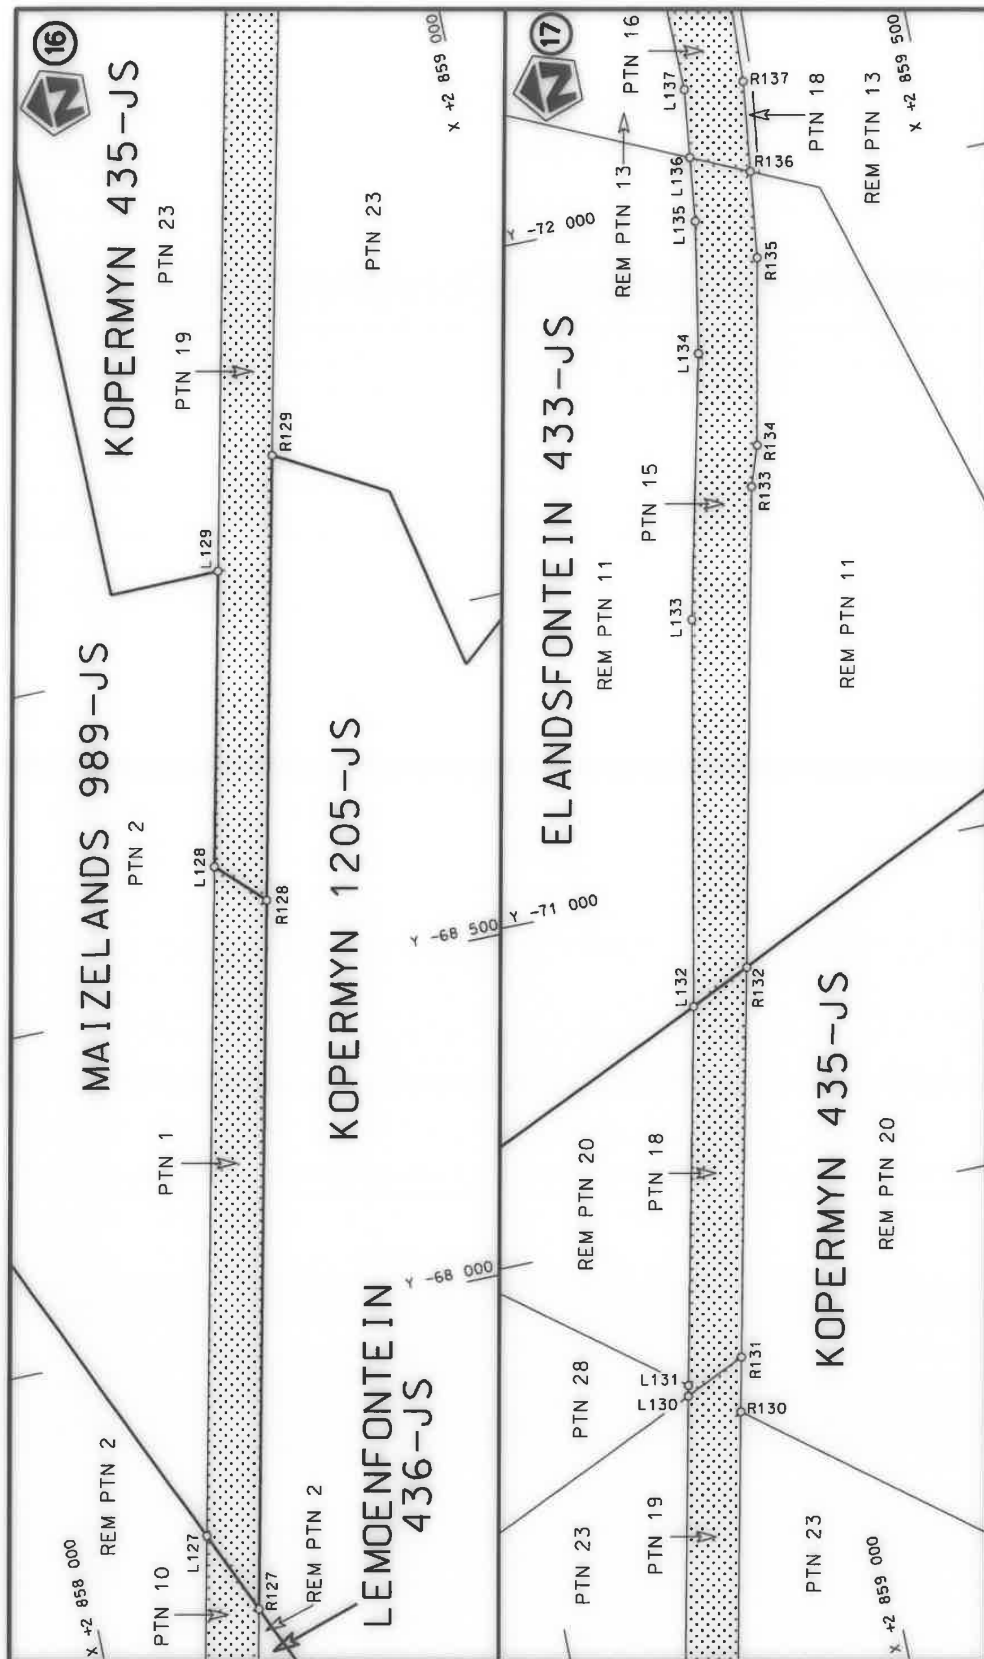 16
N
KOPERMYN 435-JS
PTN 23
X +2 859 000
PTN 19
PTN 23
R129
L129
MAIZELANDS 989-JS
PTN 2
L128
R128
KOPERMYN 1205-JS
Y -68 500
PTN 1
Y -68 000
LEMOENFONTEIN
436-JS
REM PTN 2
L127
R127
REM PTN 2
PTN 10
X +2 858 000
17
N
PTN 16
L137
R137
PTN 18
REM PTN 13
X +2 859 500
REM PTN 13
L136
R136
L135
R135
Y -72 000
ELANDSFONTEIN 433-JS
L134
R134
R133
PTN 15
REM PTN 11
L133
REM PTN 11
Y -71 000
L132
R132
KOPERMYN 435-JS
REM PTN 20
PTN 18
REM PTN 20
L131
R131
L130
R130
PTN 28
PTN 23
PTN 19
PTN 23
X +2 859 000